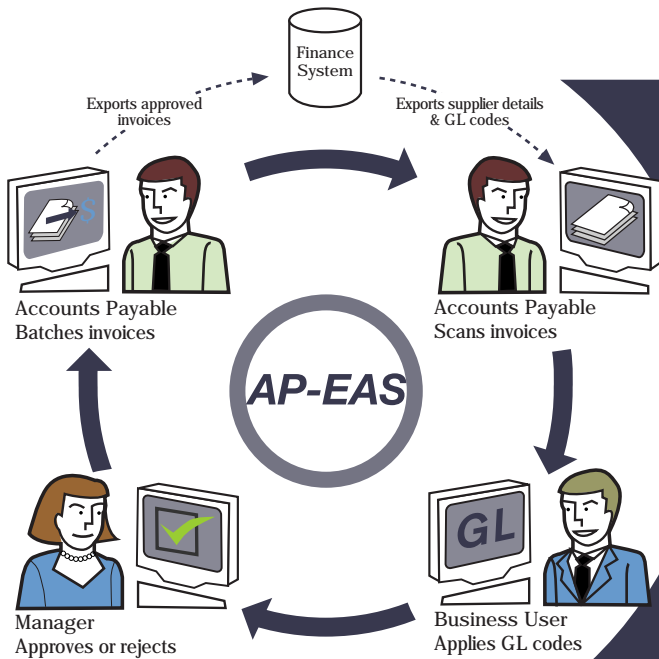 Finance
System
Exports approved
invoices
Exports supplier details
& GL codes
S
Accounts Payable
Batches invoices
Accounts Payable
Scans invoices
AP-EAS
GL
Manager
Approves or rejects
Business User
Applies GL codes